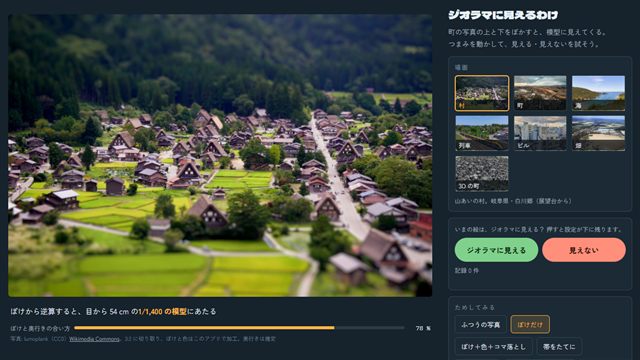 ジオラマに見えるわけ
町の写真の上と下をぼかすと、模型に見えてくる。
つまみを動かして、見える・見えないを試そう。
場面
村
町
海
列車
ビル
畑
3D の町
山あいの村。岐阜県・白川郷（展望台から）
いまの絵は、ジオラマに見える？ 押すと設定が下に残ります。
ジオラマに見える
見えない
記録 0 件
ためしてみる
ふつうの写真
ぼけだけ
ぼけ＋色＋コマ落とし
帯をたてに
ぼけから逆算すると、目から 54 cm の1/1,400 の模型にあたる
ぼけと奥行きの合い方
78 %
写真: lumoplank（CC0）Wikimedia Commons。